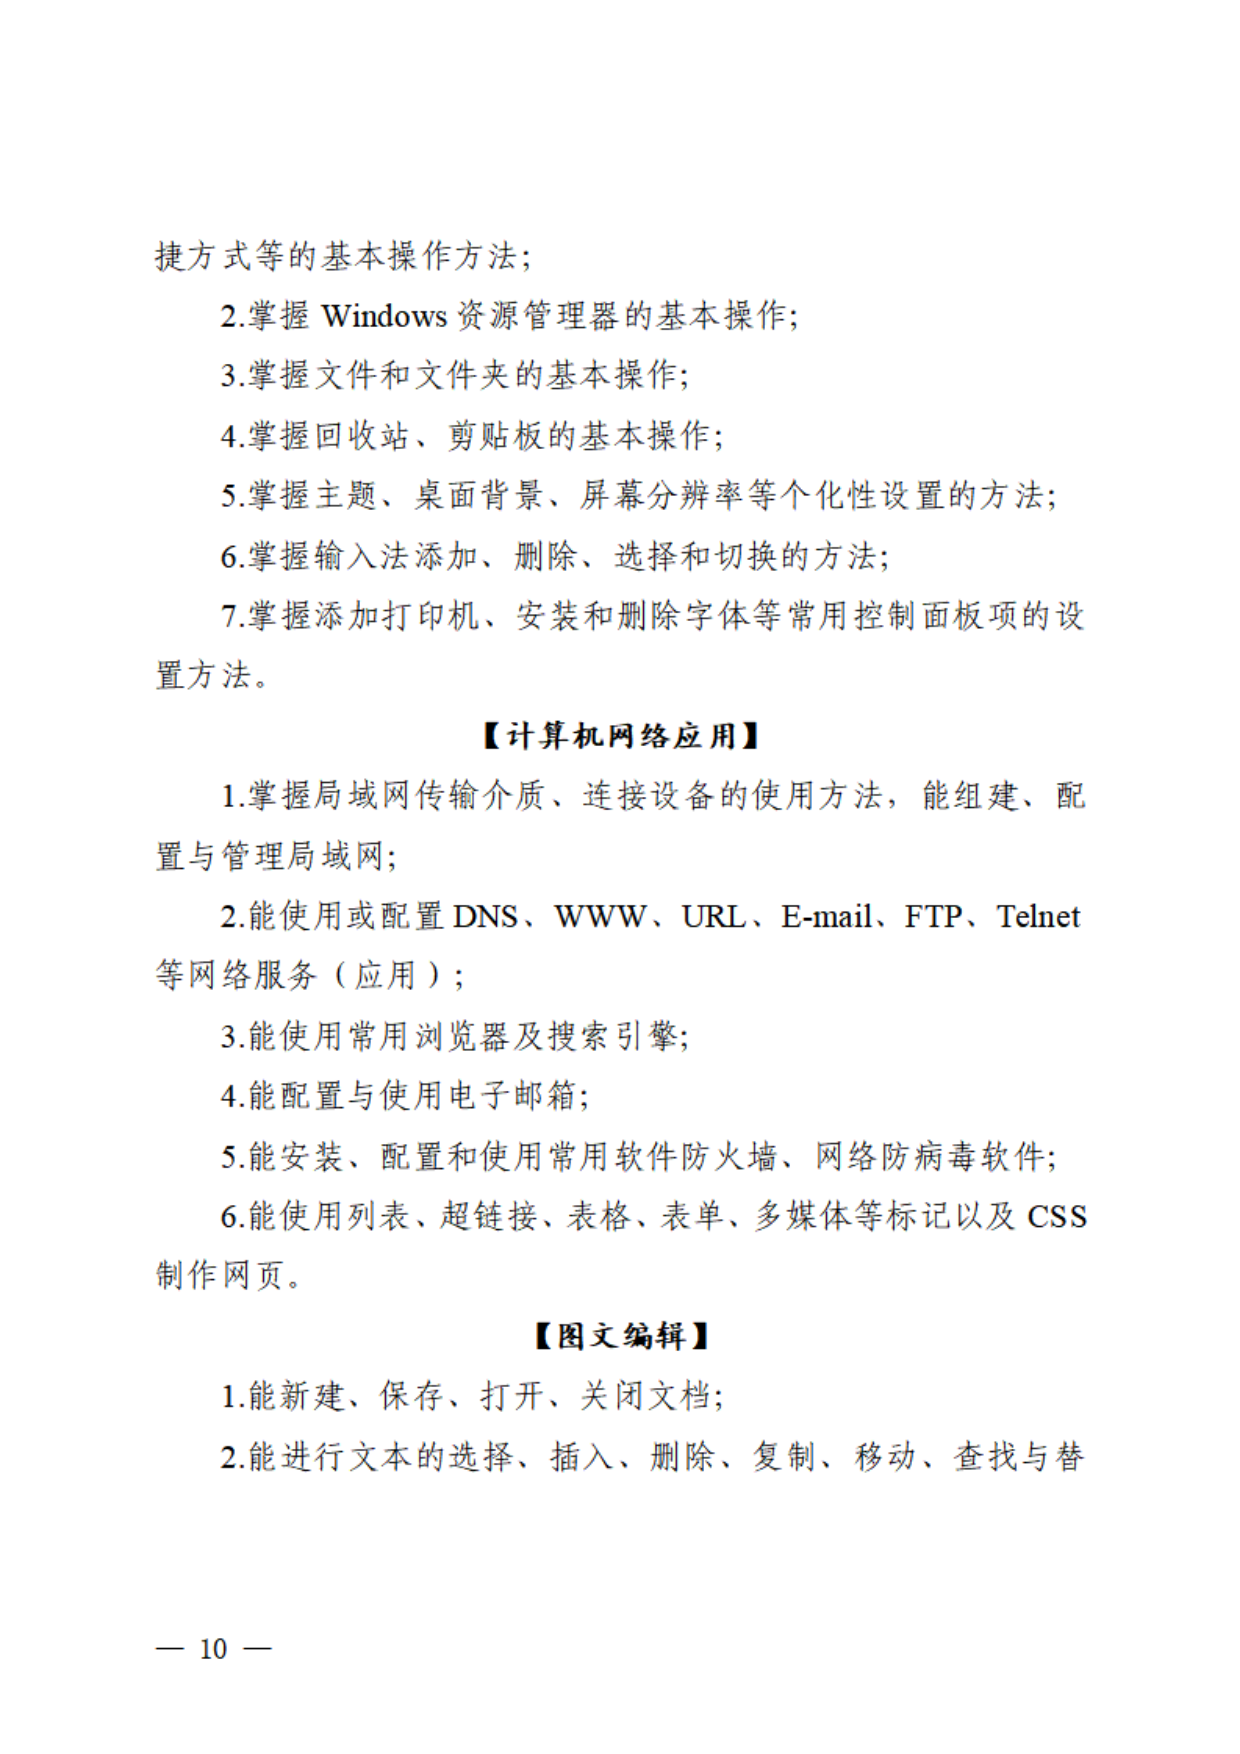 捷方式等的基本操作方法；
2.掌握 Windows 资源管理器的基本操作；
3.掌握文件和文件夹的基本操作；
4.掌握回收站、剪贴板的基本操作；
5.掌握主题、桌面背景、屏幕分辨率等个化性设置的方法；
6.掌握输入法添加、删除、选择和切换的方法；
7.掌握添加打印机、安装和删除字体等常用控制面板项的设
置方法。
【计算机网络应用】
1.掌握局域网传输介质、连接设备的使用方法，能组建、配
置与管理局域网；
2.能使用或配置 DNS、WWW、URL、E-mail、FTP、Telnet
等网络服务（应用）；
3.能使用常用浏览器及搜索引擎；
4.能配置与使用电子邮箱；
5.能安装、配置和使用常用软件防火墙、网络防病毒软件；
6.能使用列表、超链接、表格、表单、多媒体等标记以及 CSS
制作网页。
【图文编辑】
1.能新建、保存、打开、关闭文档；
2.能进行文本的选择、插入、删除、复制、移动、查找与替
— 10 —